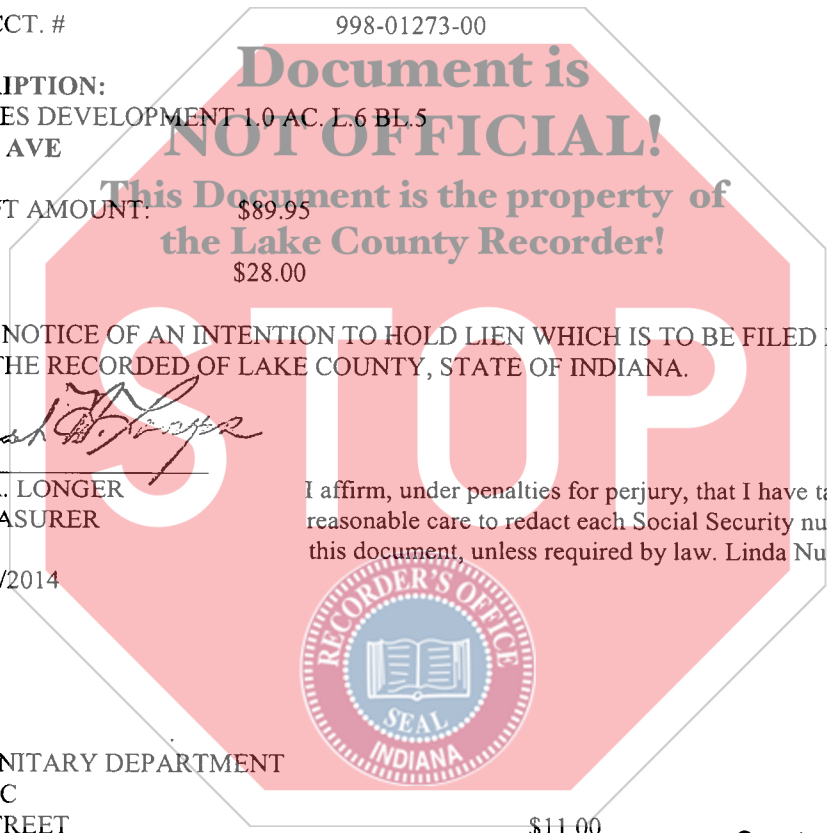 CCT. # 998-01273-00
Document is
IPTION:
ES DEVELOPMENT 1.0 AC. L.6 BL.5
NOT OFFICIAL!
AVE
This Document is the property of
T AMOUNT: $89.95
the Lake County Recorder!
$28.00
NOTICE OF AN INTENTION TO HOLD LIEN WHICH IS TO BE FILED
THE RECORDED OF LAKE COUNTY, STATE OF INDIANA.
STOP
. LONGER
ASURER
I affirm, under penalties for perjury, that I have ta
reasonable care to redact each Social Security nu
this document, unless required by law. Linda Nu
/2014
RECORDER'S OFFICE
SEAL
INDIANA
NITARY DEPARTMENT
C
TREET
$11.00